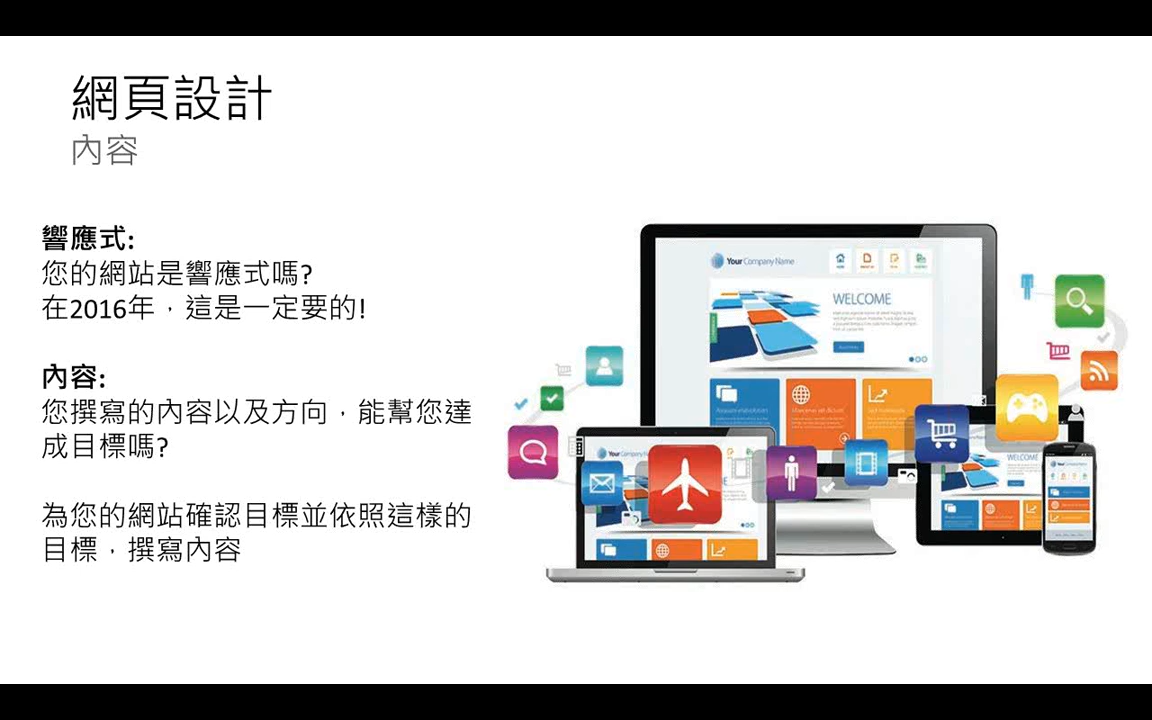 網頁設計
內容
響應式:
您的網站是響應式嗎?
在2016年，這是一定要的!
內容:
您撰寫的內容以及方向，能幫您達
成目標嗎?
為您的網站確認目標並依照這樣的
目標，撰寫內容
Your Company Name
WELCOME